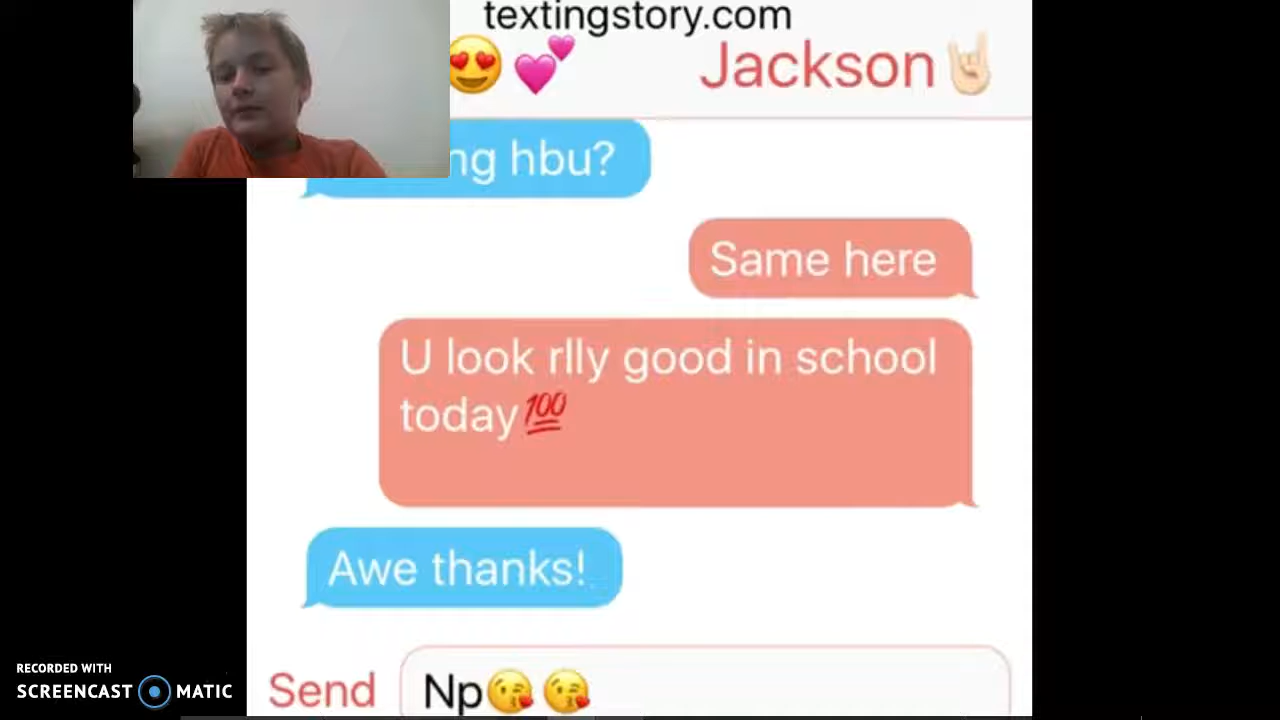 textingstory.com
😍 💕 Jackson🤘🏻
hbu?
Same here
U look rlly good in school
today💯
Awe thanks!
Send Np😘 😘
RECORDED WITH
SCREENCAST MATIC